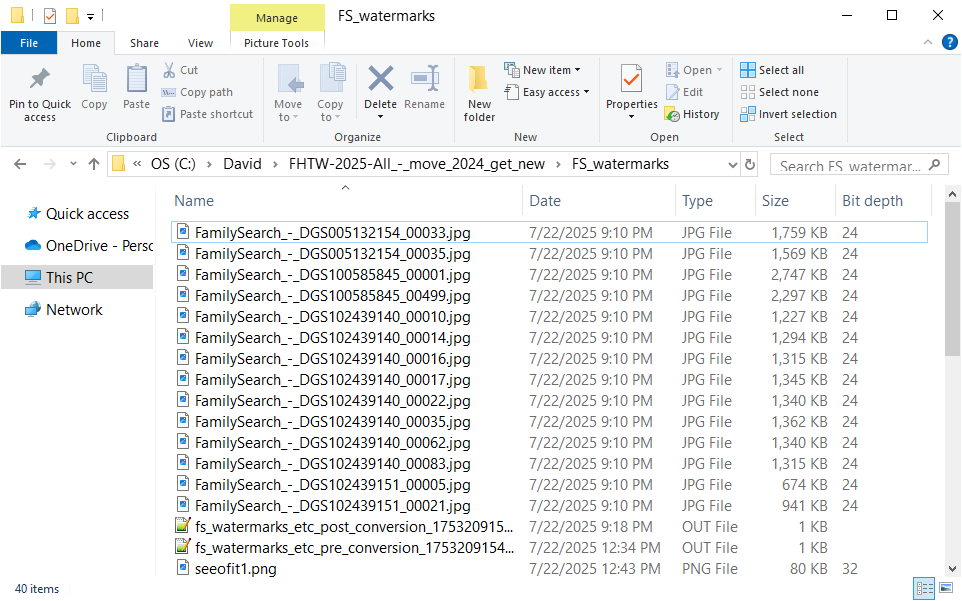 Manage
FS_watermarks
File
Home
Share
View
Picture Tools
?
Pin to Quick access
Copy
Paste
Cut
Copy path
Paste shortcut
Clipboard
Move to
Copy to
Delete
Rename
Organize
New folder
New item
Easy access
New
Properties
Open
Edit
History
Open
Select all
Select none
Invert selection
Select
« OS (C:) › David › FHTW-2025-All_-_move_2024_get_new › FS_watermarks
Search FS_watermar...
Quick access
OneDrive - Persc
This PC
Network
Name Date Type Size Bit depth
FamilySearch_-_DGS005132154_00033.jpg 7/22/2025 9:10 PM JPG File 1,759 KB 24
FamilySearch_-_DGS005132154_00035.jpg 7/22/2025 9:10 PM JPG File 1,569 KB 24
FamilySearch_-_DGS100585845_00001.jpg 7/22/2025 9:10 PM JPG File 2,747 KB 24
FamilySearch_-_DGS100585845_00499.jpg 7/22/2025 9:10 PM JPG File 2,297 KB 24
FamilySearch_-_DGS102439140_00010.jpg 7/22/2025 9:10 PM JPG File 1,227 KB 24
FamilySearch_-_DGS102439140_00014.jpg 7/22/2025 9:10 PM JPG File 1,294 KB 24
FamilySearch_-_DGS102439140_00016.jpg 7/22/2025 9:10 PM JPG File 1,315 KB 24
FamilySearch_-_DGS102439140_00017.jpg 7/22/2025 9:10 PM JPG File 1,345 KB 24
FamilySearch_-_DGS102439140_00022.jpg 7/22/2025 9:10 PM JPG File 1,340 KB 24
FamilySearch_-_DGS102439140_00035.jpg 7/22/2025 9:10 PM JPG File 1,362 KB 24
FamilySearch_-_DGS102439140_00062.jpg 7/22/2025 9:10 PM JPG File 1,340 KB 24
FamilySearch_-_DGS102439140_00083.jpg 7/22/2025 9:10 PM JPG File 1,315 KB 24
FamilySearch_-_DGS102439151_00005.jpg 7/22/2025 9:10 PM JPG File 674 KB 24
FamilySearch_-_DGS102439151_00021.jpg 7/22/2025 9:10 PM JPG File 941 KB 24
fs_watermarks_etc_post_conversion_175320915... 7/22/2025 9:18 PM OUT File 1 KB
fs_watermarks_etc_pre_conversion_1753209154... 7/22/2025 12:34 PM OUT File 1 KB
seeofit1.png 7/22/2025 12:43 PM PNG File 80 KB 32
40 items